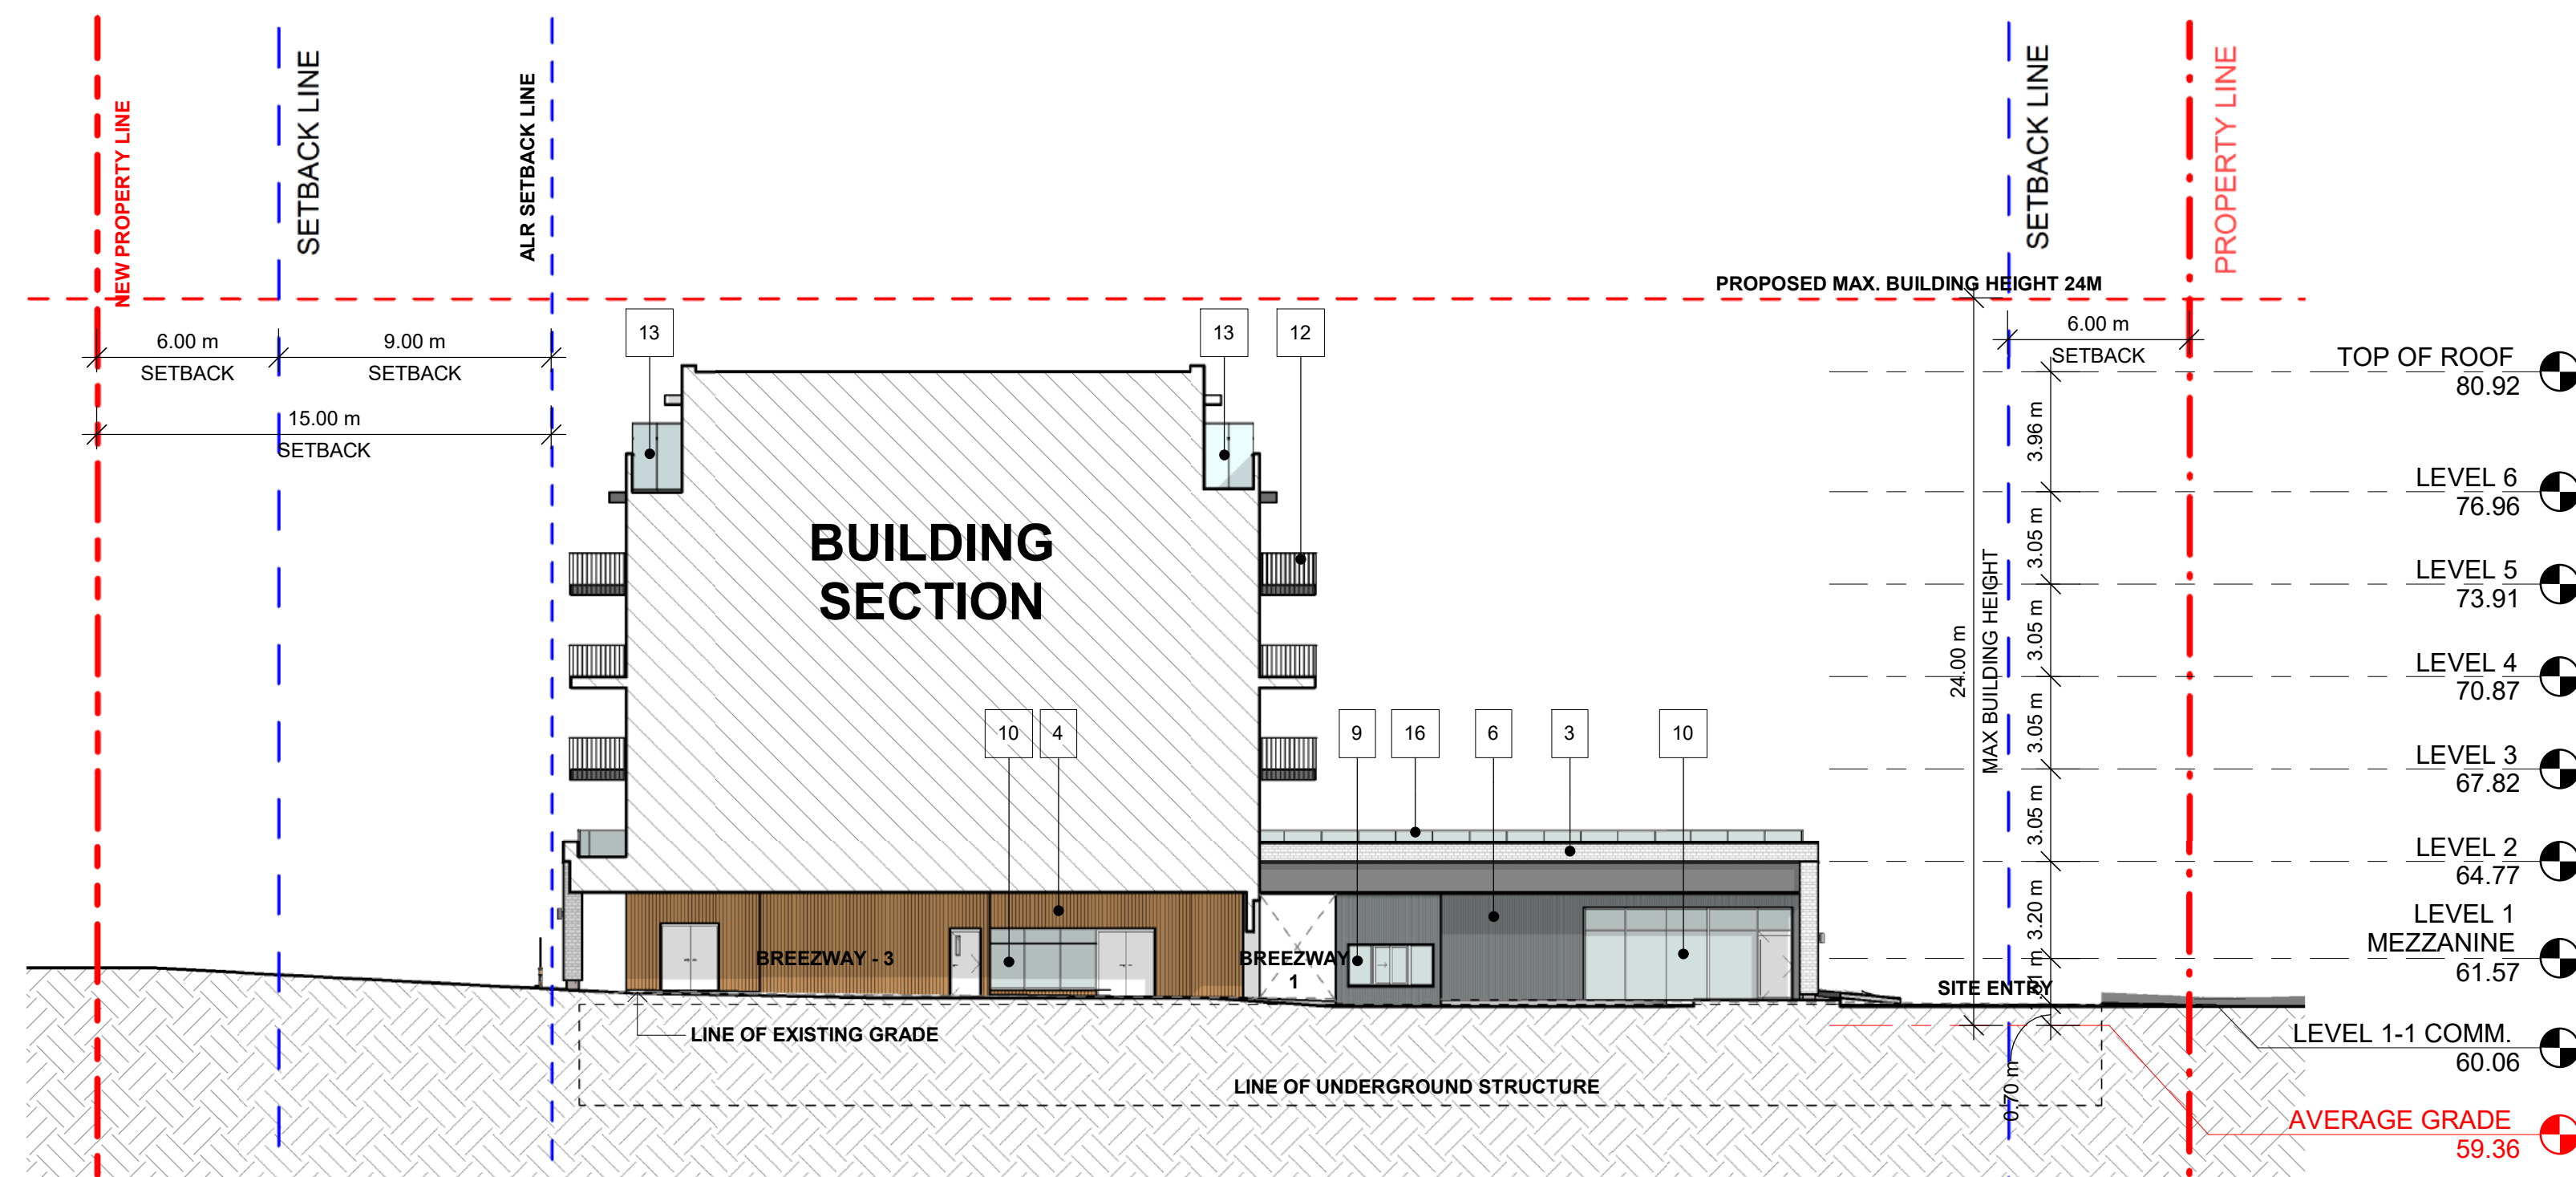 NEW PROPERTY LINE
SETBACK LINE
ALR SETBACK LINE
SETBACK LINE
PROPERTY LINE
PROPOSED MAX. BUILDING HEIGHT 24M
6.00 m
SETBACK
9.00 m
SETBACK
15.00 m
SETBACK
13
13
12
6.00 m
SETBACK
TOP OF ROOF
80.92
3.96 m
LEVEL 6
76.96
3.05 m
LEVEL 5
73.91
3.05 m
LEVEL 4
70.87
3.05 m
LEVEL 3
67.82
3.05 m
LEVEL 2
64.77
3.20 m
LEVEL 1
MEZZANINE
61.57
24.00 m
MAX BUILDING HEIGHT
BUILDING
SECTION
10
4
9
16
6
3
10
BREEZWAY - 3
BREEZWAY
1
SITE ENTRY
LINE OF EXISTING GRADE
LINE OF UNDERGROUND STRUCTURE
0.70 m
LEVEL 1-1 COMM.
60.06
AVERAGE GRADE
59.36